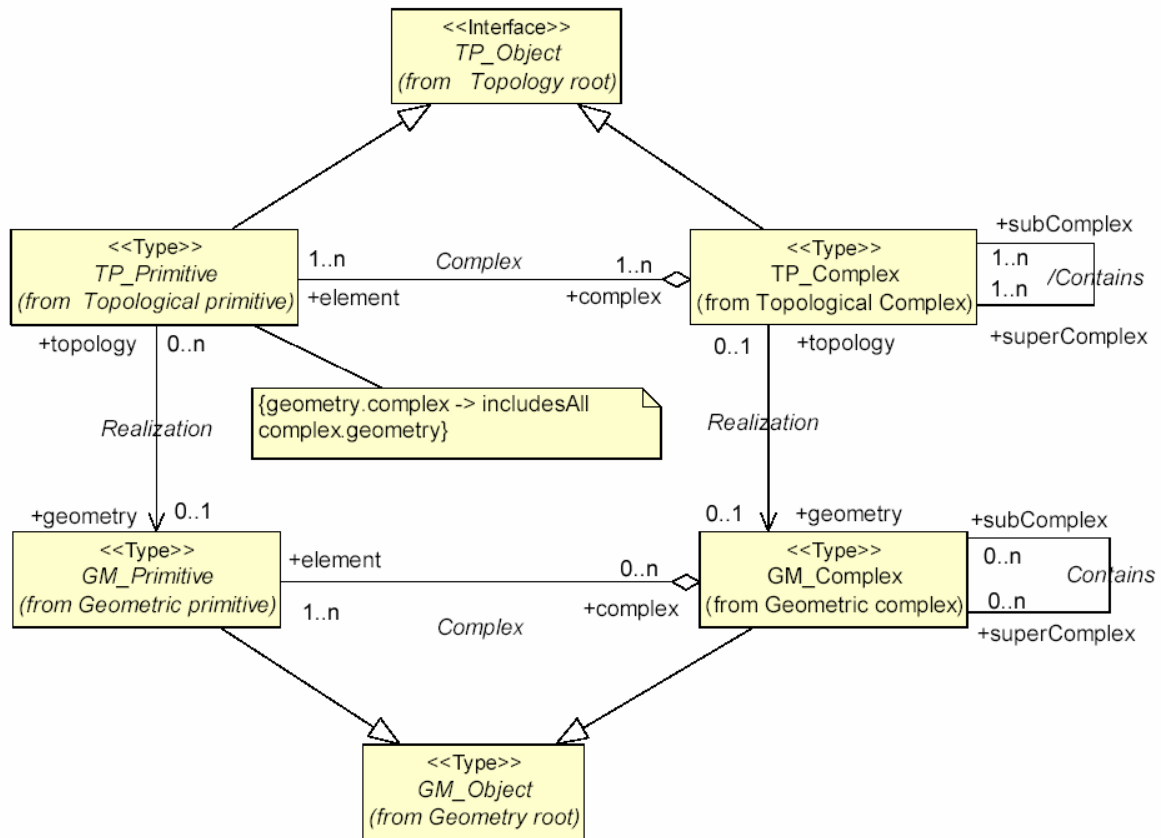 <<Interface>>
TP_Object
(from Topology root)
<<Type>>
TP_Primitive
(from Topological primitive)
1..n
+element
Complex
1..n
+complex
<<Type>>
TP_Complex
(from Topological Complex)
+subComplex
1..n
/Contains
1..n
+superComplex
+topology
0..n
0..1
+topology
{geometry.complex -> includesAll
complex.geometry}
Realization
Realization
+geometry
0..1
0..1
+geometry
<<Type>>
GM_Primitive
(from Geometric primitive)
+element
1..n
Complex
0..n
+complex
<<Type>>
GM_Complex
(from Geometric complex)
+subComplex
0..n
Contains
0..n
+superComplex
<<Type>>
GM_Object
(from Geometry root)